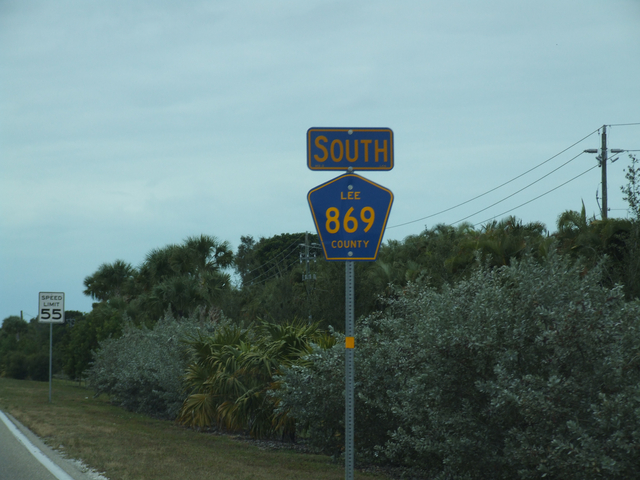 SOUTH
LEE
869
COUNTY
SPEED
LIMIT
55